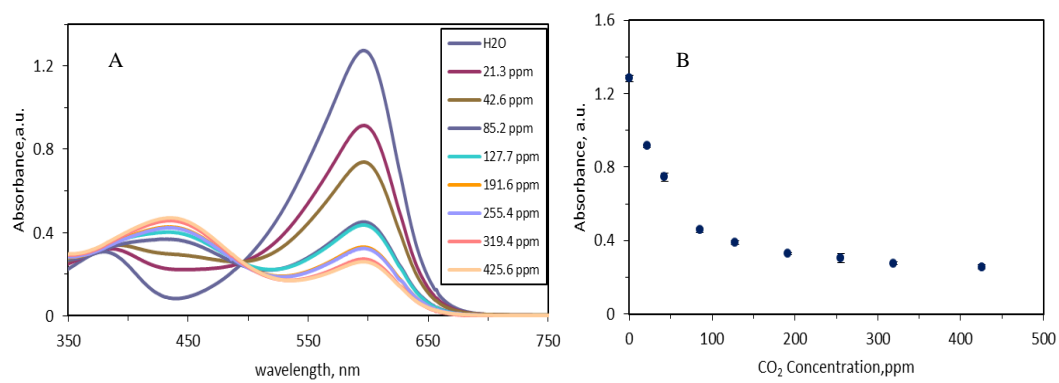 A
Absorbance,a.u.
1.2
0.8
0.4
0
350
450
550
650
750
wavelength, nm
H2O
21.3 ppm
42.6 ppm
85.2 ppm
127.7 ppm
191.6 ppm
255.4 ppm
319.4 ppm
425.6 ppm
B
Absorbance, a.u.
1.6
1.2
0.8
0.4
0.0
0
100
200
300
400
500
CO₂ Concentration,ppm